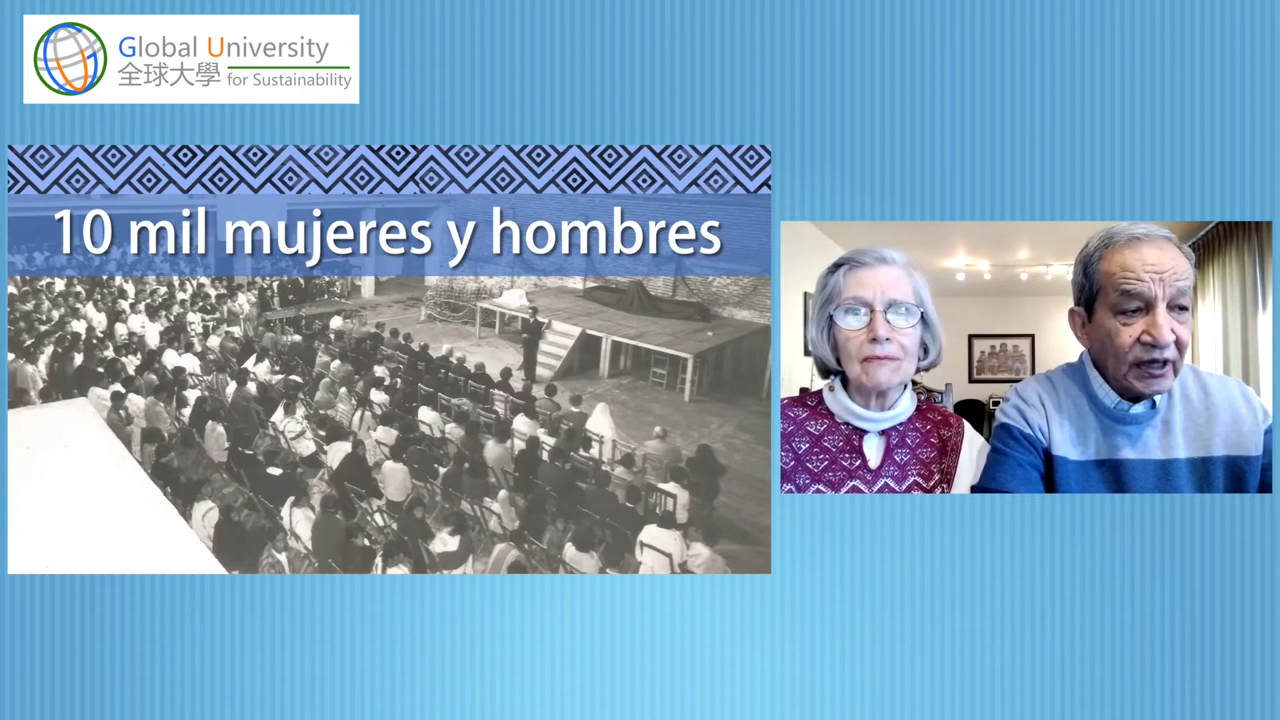 Global University
全球大學 for Sustainability
10 mil mujeres y hombres